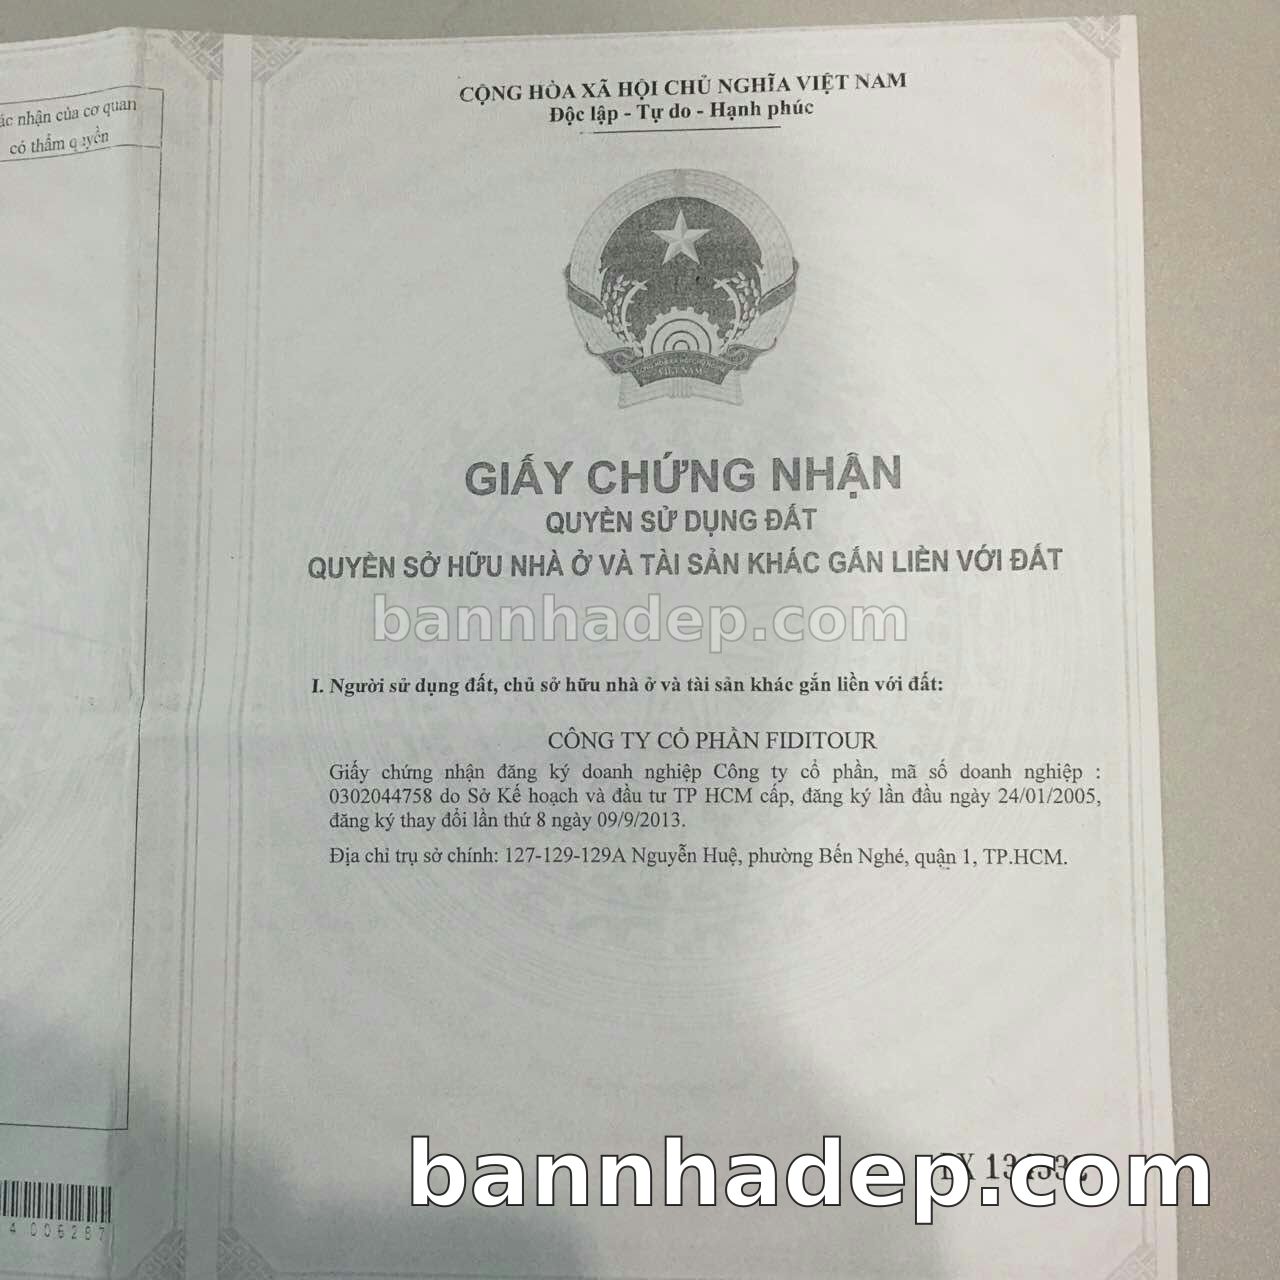 nhận của cơ quan
có thẩm quyền
CỘNG HÒA XÃ HỘI CHỦ NGHĨA VIỆT NAM
Độc lập - Tự do - Hạnh phúc
VIỆT NAM
GIẤY CHỨNG NHẬN
QUYỀN SỬ DỤNG ĐẤT
QUYỀN SỞ HỮU NHÀ Ở VÀ TÀI SẢN KHÁC GẮN LIỀN VỚI ĐẤT
bannhadep.com
I. Người sử dụng đất, chủ sở hữu nhà ở và tài sản khác gắn liền với đất:
CÔNG TY CỔ PHẦN FIDITOUR
Giấy chứng nhận đăng ký doanh nghiệp Công ty cổ phần, mã số doanh nghiệp :
0302044758 do Sở Kế hoạch và đầu tư TP HCM cấp, đăng ký lần đầu ngày 24/01/2005,
đăng ký thay đổi lần thứ 8 ngày 09/9/2013.
Địa chỉ trụ sở chính: 127-129-129A Nguyễn Huệ, phường Bến Nghé, quận 1, TP.HCM.
bannhadep.com